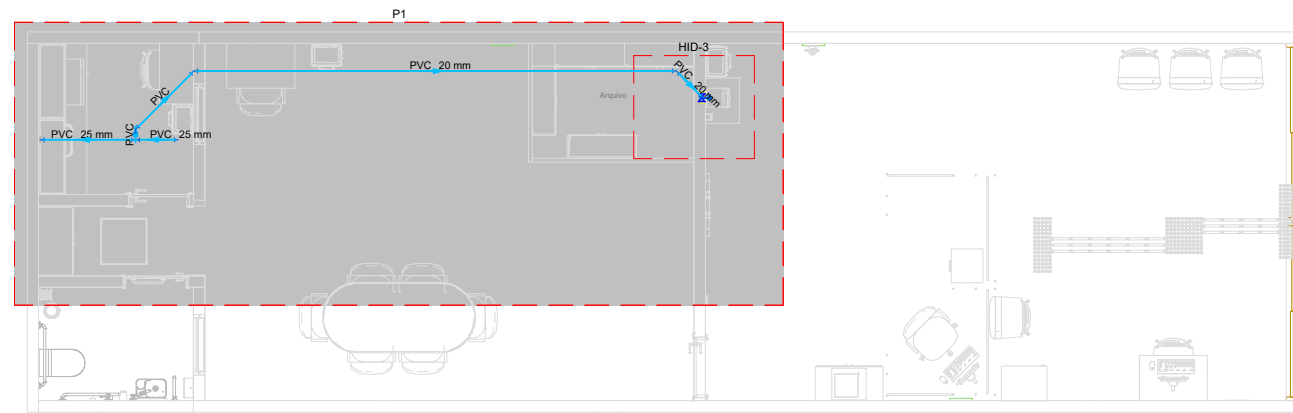 P1
HID-3
PVC 20 mm
PVC 20 mm
Arquivo
PVC
PVC
PVC 25 mm
PVC 25 mm